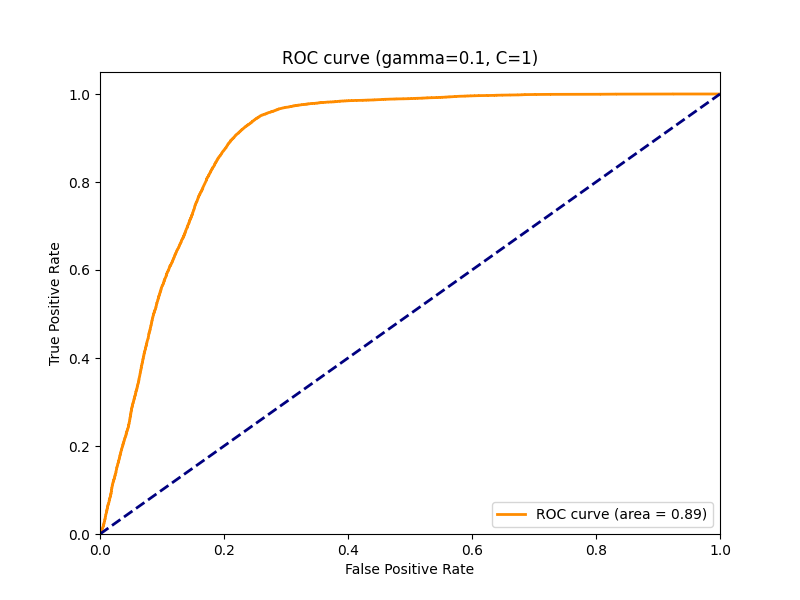 ROC curve (gamma=0.1, C=1)
True Positive Rate
1.0
0.8
0.6
0.4
0.2
0.0
0.0 0.2 0.4 0.6 0.8 1.0
False Positive Rate
ROC curve (area = 0.89)